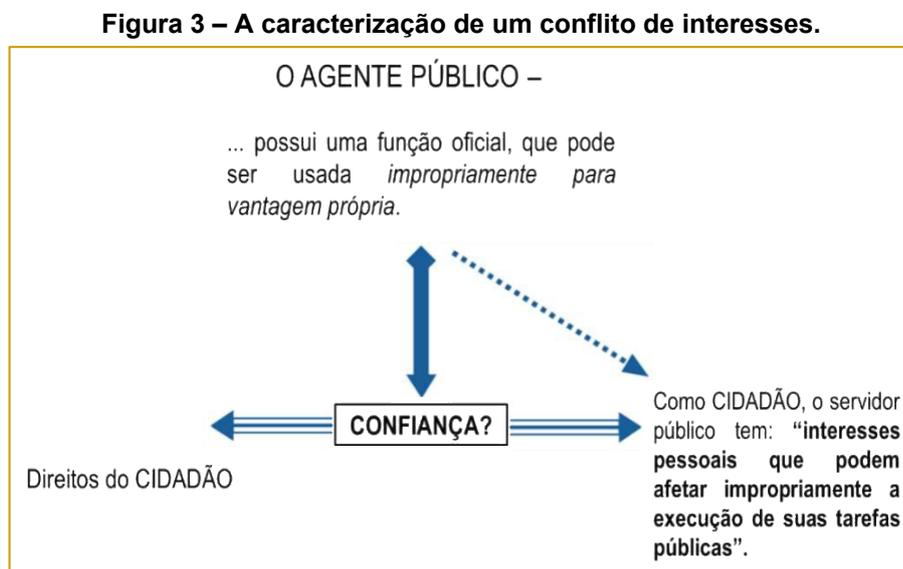 Figura 3 – A caracterização de um conflito de interesses.
O AGENTE PÚBLICO –
... possui uma função oficial, que pode
ser usada impropriamente para
vantagem própria.
CONFIANÇA?
Direitos do CIDADÃO
Como CIDADÃO, o servidor
público tem: “interesses
pessoais que podem
afetar impropriamente a
execução de suas tarefas
públicas”.